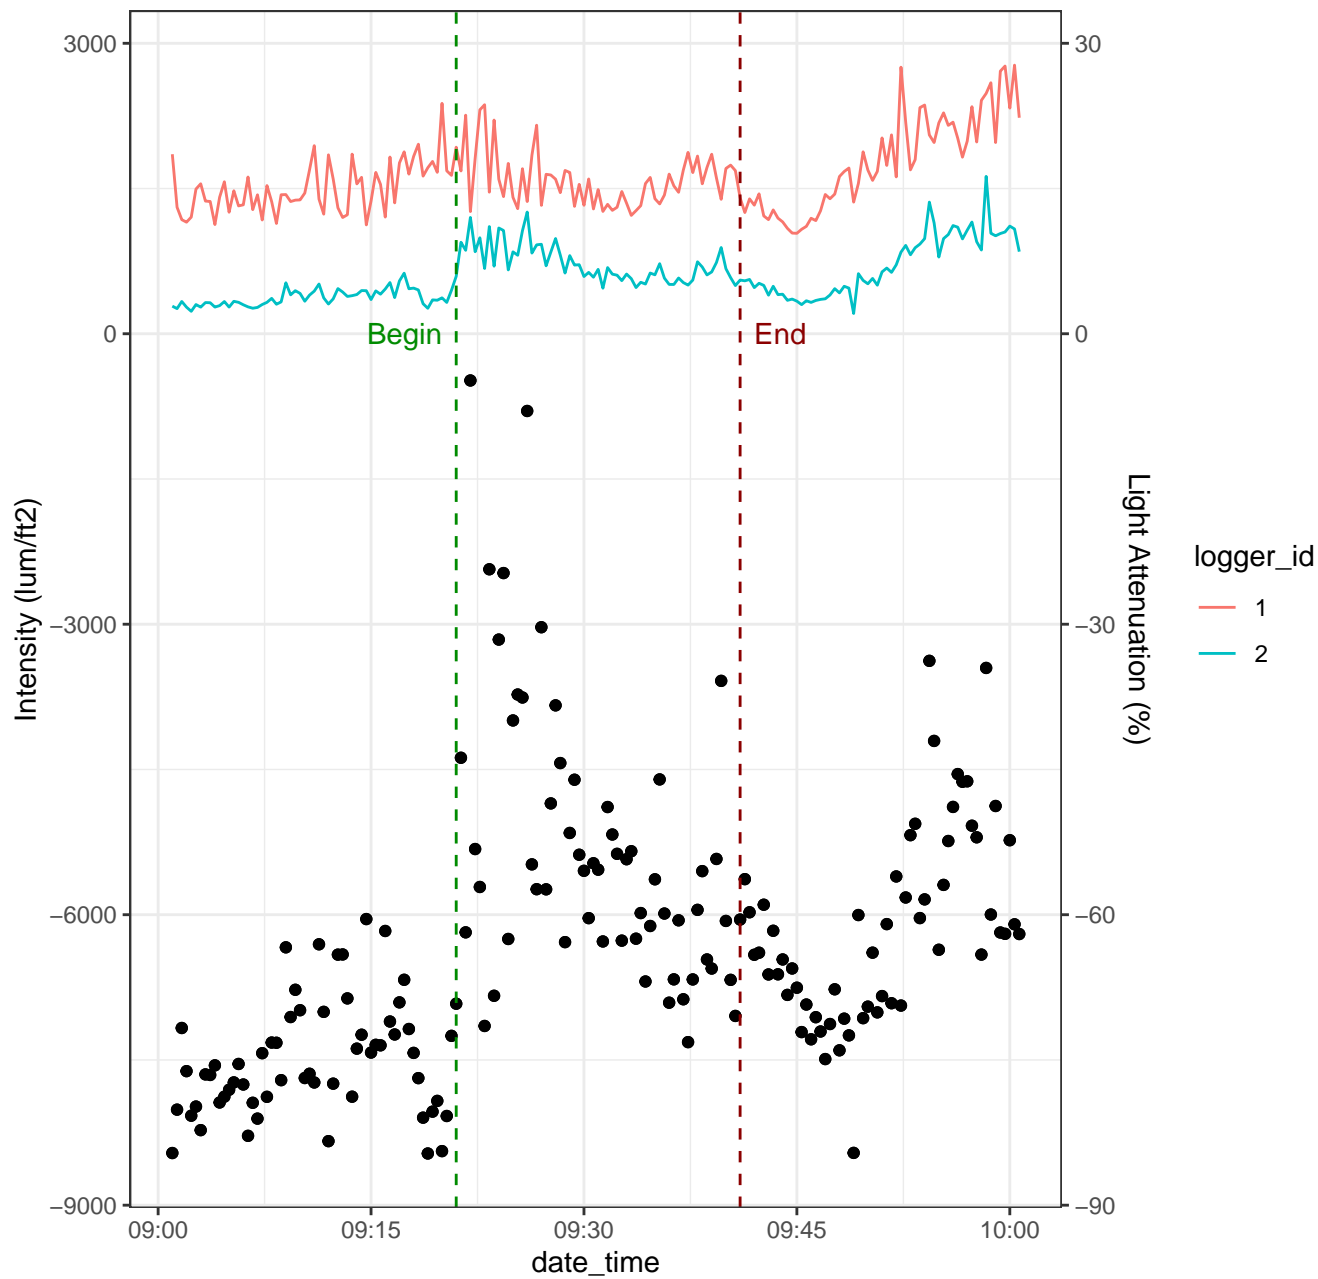 3000
0
−3000
−6000
−9000
Intensity (lum/ft2)
Begin
End
30
0
−30
−60
−90
Light Attenuation (%)
09:00
09:15
09:30
09:45
10:00
date_time
logger_id
1
2